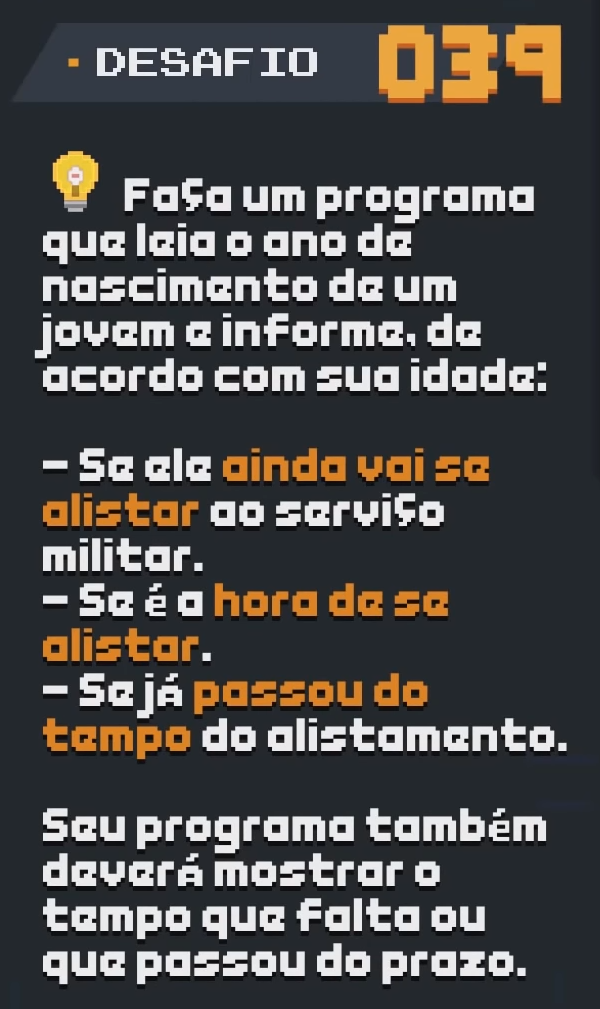 DESAFIO 039
Faça um programa
que leia o ano de
nascimento de um
jovem e informe, de
acordo com sua idade:
- Se ele ainda vai se
alistar ao serviço
militar.
- Se é a hora de se
alistar.
- Se já passou do
tempo do alistamento.
Seu programa também
deverá mostrar o
tempo que falta ou
que passou do prazo.